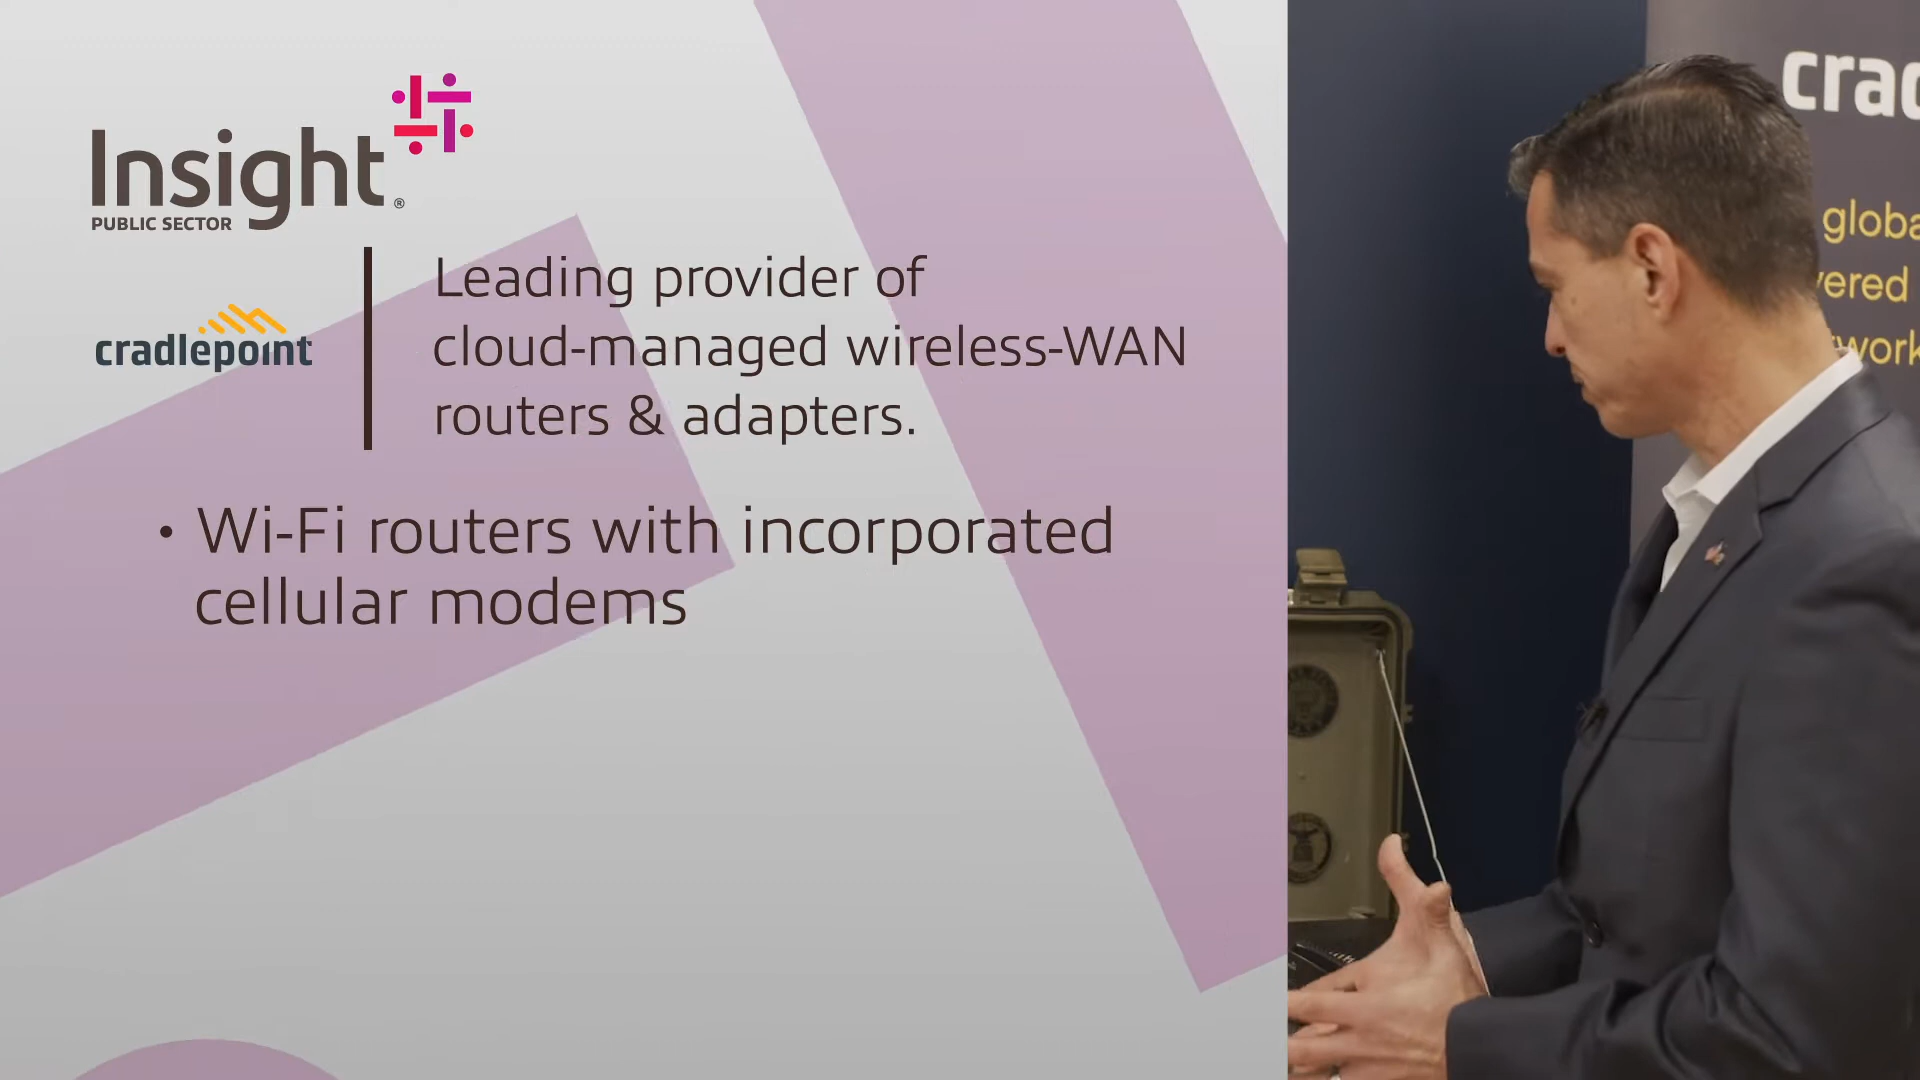 Insight®
PUBLIC SECTOR
cradlepoint
Leading provider of
cloud-managed wireless-WAN
routers & adapters.
• Wi-Fi routers with incorporated
cellular modems
crad
globa
vered
work